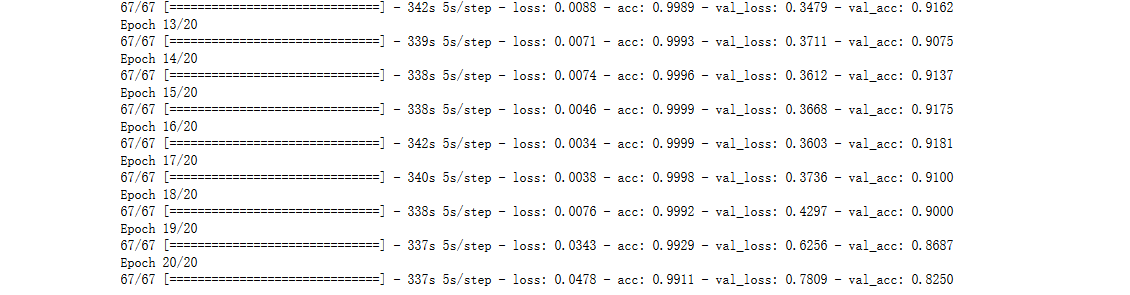 67/67 [==============================] - 342s 5s/step - loss: 0.0088 - acc: 0.9989 - val_loss: 0.3479 - val_acc: 0.9162
Epoch 13/20
67/67 [==============================] - 339s 5s/step - loss: 0.0071 - acc: 0.9993 - val_loss: 0.3711 - val_acc: 0.9075
Epoch 14/20
67/67 [==============================] - 338s 5s/step - loss: 0.0074 - acc: 0.9996 - val_loss: 0.3612 - val_acc: 0.9137
Epoch 15/20
67/67 [==============================] - 338s 5s/step - loss: 0.0046 - acc: 0.9999 - val_loss: 0.3668 - val_acc: 0.9175
Epoch 16/20
67/67 [==============================] - 342s 5s/step - loss: 0.0034 - acc: 0.9999 - val_loss: 0.3603 - val_acc: 0.9181
Epoch 17/20
67/67 [==============================] - 340s 5s/step - loss: 0.0038 - acc: 0.9998 - val_loss: 0.3736 - val_acc: 0.9100
Epoch 18/20
67/67 [==============================] - 338s 5s/step - loss: 0.0076 - acc: 0.9992 - val_loss: 0.4297 - val_acc: 0.9000
Epoch 19/20
67/67 [==============================] - 337s 5s/step - loss: 0.0343 - acc: 0.9929 - val_loss: 0.6256 - val_acc: 0.8687
Epoch 20/20
67/67 [==============================] - 337s 5s/step - loss: 0.0478 - acc: 0.9911 - val_loss: 0.7809 - val_acc: 0.8250